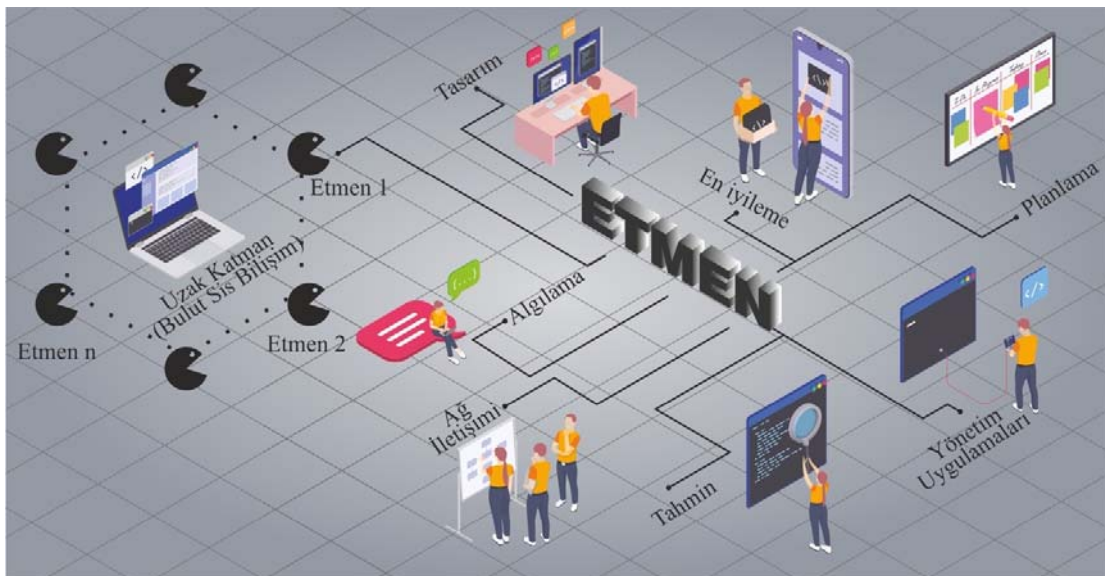 Tasarım
Etmen 1
En iyileme
Planlama
ETMEN
Uzak Katman
(Bulut Sis Bilişim)
Algılama
Etmen n
Etmen 2
Ağ
İletişimi
Tahmin
Yönetim
Uygulamaları